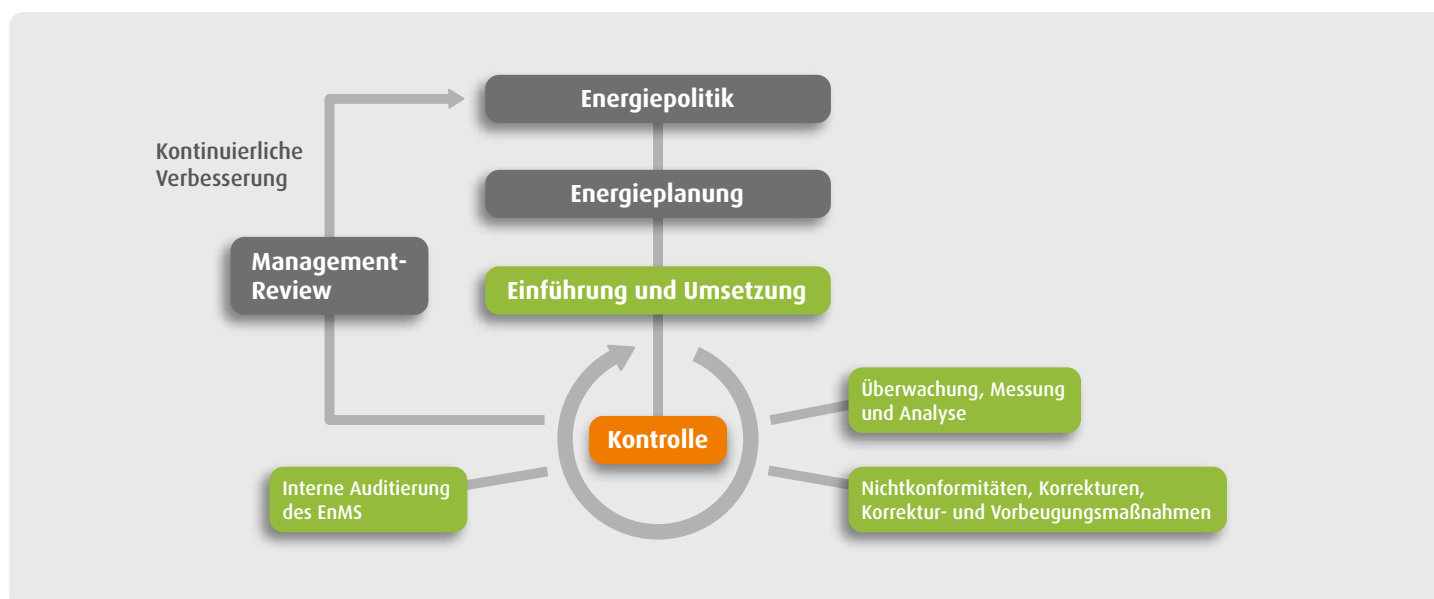 Energiepolitik
Kontinuierliche
Verbesserung
Energieplanung
Management-
Review
Einführung und Umsetzung
Überwachung, Messung
und Analyse
Kontrolle
Interne Auditierung
des EnMS
Nichtkonformitäten, Korrekturen,
Korrektur- und Vorbeugungsmaßnahmen